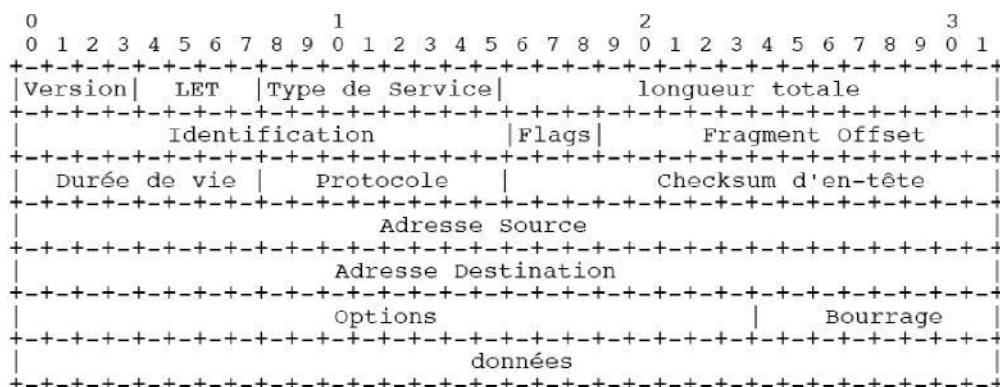 0 1 2 3
0 1 2 3 4 5 6 7 8 9 0 1 2 3 4 5 6 7 8 9 0 1 2 3 4 5 6 7 8 9 0 1
+-+-+-+-+-+-+-+-+-+-+-+-+-+-+-+-+-+-+-+-+-+-+-+-+-+-+-+-+-+-+-+-+
|Version| LET |Type de Service| longueur totale |
+-+-+-+-+-+-+-+-+-+-+-+-+-+-+-+-+-+-+-+-+-+-+-+-+-+-+-+-+-+-+-+-+
| Identification |Flags| Fragment Offset |
+-+-+-+-+-+-+-+-+-+-+-+-+-+-+-+-+-+-+-+-+-+-+-+-+-+-+-+-+-+-+-+-+
| Durée de vie | Protocole | Checksum d'en-tête |
+-+-+-+-+-+-+-+-+-+-+-+-+-+-+-+-+-+-+-+-+-+-+-+-+-+-+-+-+-+-+-+-+
| Adresse Source |
+-+-+-+-+-+-+-+-+-+-+-+-+-+-+-+-+-+-+-+-+-+-+-+-+-+-+-+-+-+-+-+-+
| Adresse Destination |
+-+-+-+-+-+-+-+-+-+-+-+-+-+-+-+-+-+-+-+-+-+-+-+-+-+-+-+-+-+-+-+-+
| Options | Bourrage |
+-+-+-+-+-+-+-+-+-+-+-+-+-+-+-+-+-+-+-+-+-+-+-+-+-+-+-+-+-+-+-+-+
| données |
+-+-+-+-+-+-+-+-+-+-+-+-+-+-+-+-+-+-+-+-+-+-+-+-+-+-+-+-+-+-+-+-+